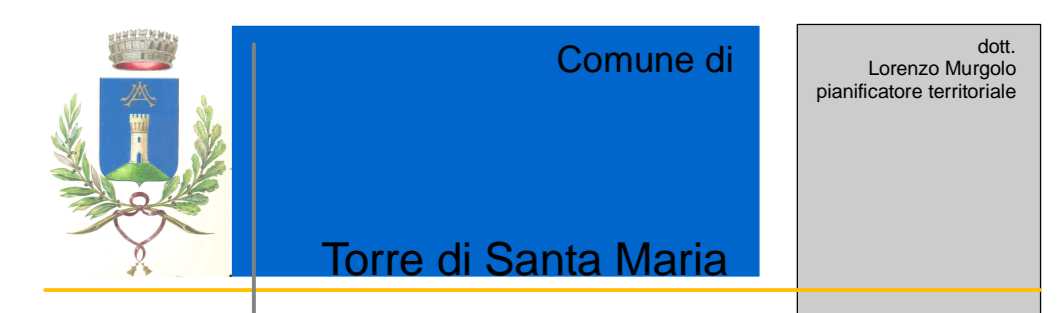 Comune di
Torre di Santa Maria
dott.
Lorenzo Murgolo
pianificatore territoriale